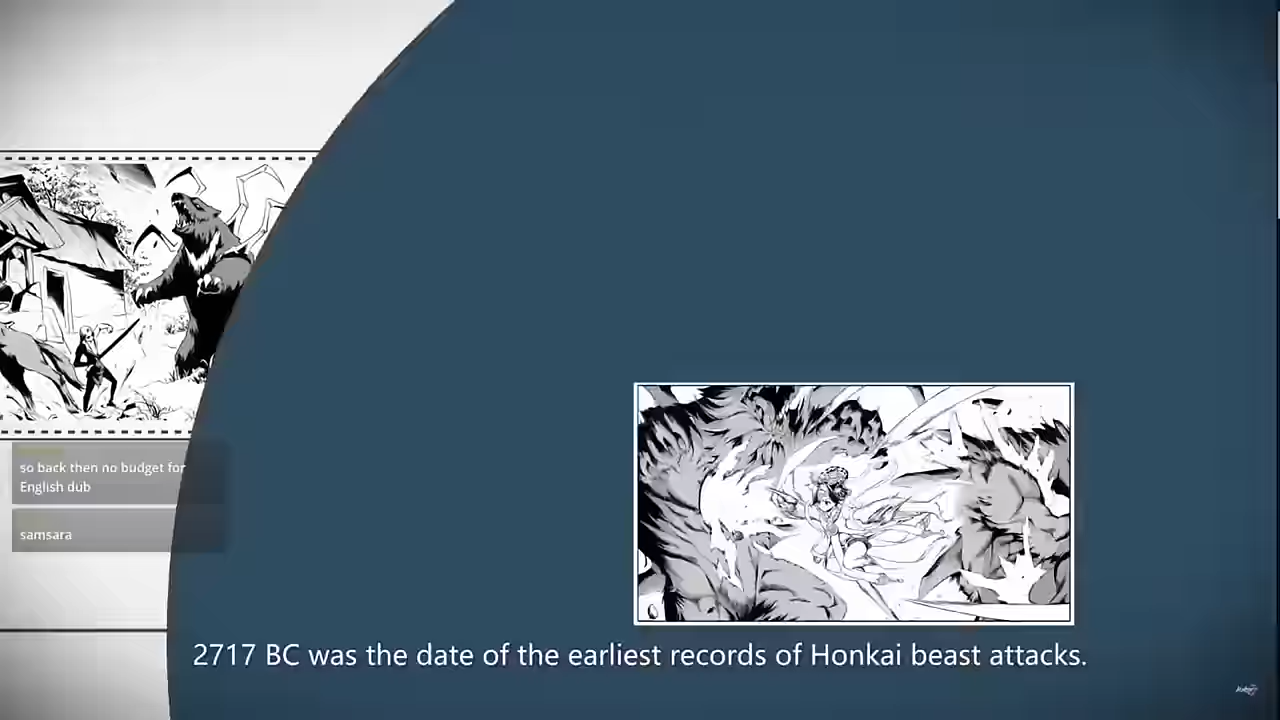 so back then no budget for
English dub
samsara
2717 BC was the date of the earliest records of Honkai beast attacks.